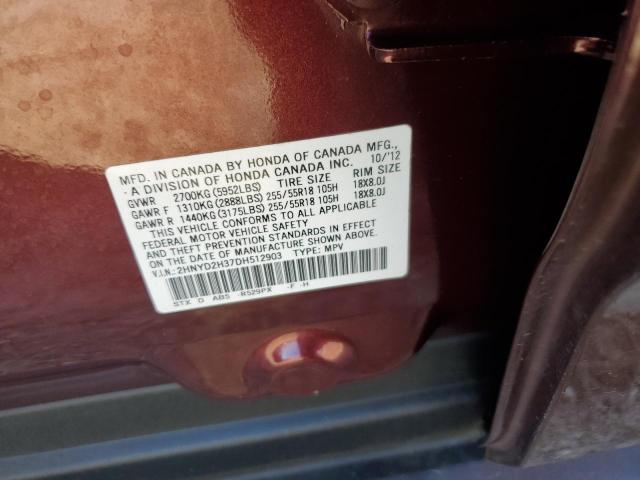 MFD. IN CANADA BY HONDA OF CANADA MFG.,
A DIVISION OF HONDA CANADA INC. 10/'12
GVWR 2700KG (5952LBS) TIRE SIZE RIM SIZE
GAWR F 1310KG (2888LBS) 255/55R18 105H 18X8.0J
GAWR R 1440KG (3175LBS) 255/55R18 105H 18X8.0J
THIS VEHICLE CONFORMS TO ALL APPLICABLE
FEDERAL MOTOR VEHICLE SAFETY
AND THEFT PREVENTION STANDARDS IN EFFECT
ON THE DATE OF MANUFACTURE SHOWN ABOVE.
V.I.N.: 2HNYD2H37DH512903 TYPE: MPV
STX D ABS -R529PX -F -H